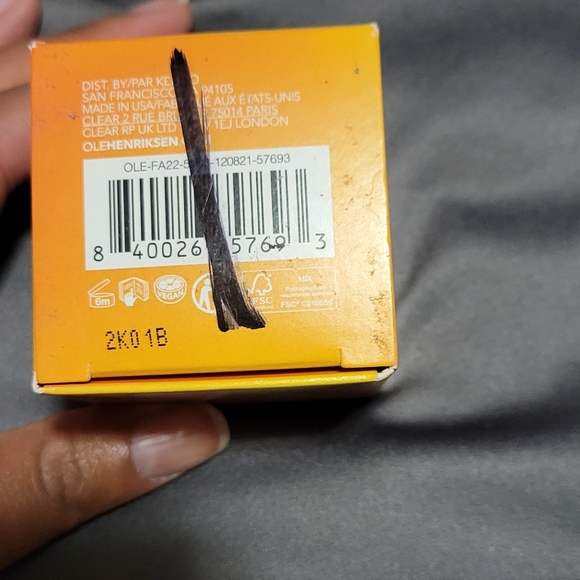 DIST. BY/PAR KE O
SAN FRANCISCO 94105
MADE IN USA/FAB É AUX ÉTATS-UNIS
CLEAR 2 RUE 75014 PARIS
CLEAR RP UK LTD 1EJ LONDON
OLEHENRIKSEN.
OLE-FA22-5 -120821-57693
8 40026 5769 3
6m VEGAN FSC MIX
FSC®
2K01B